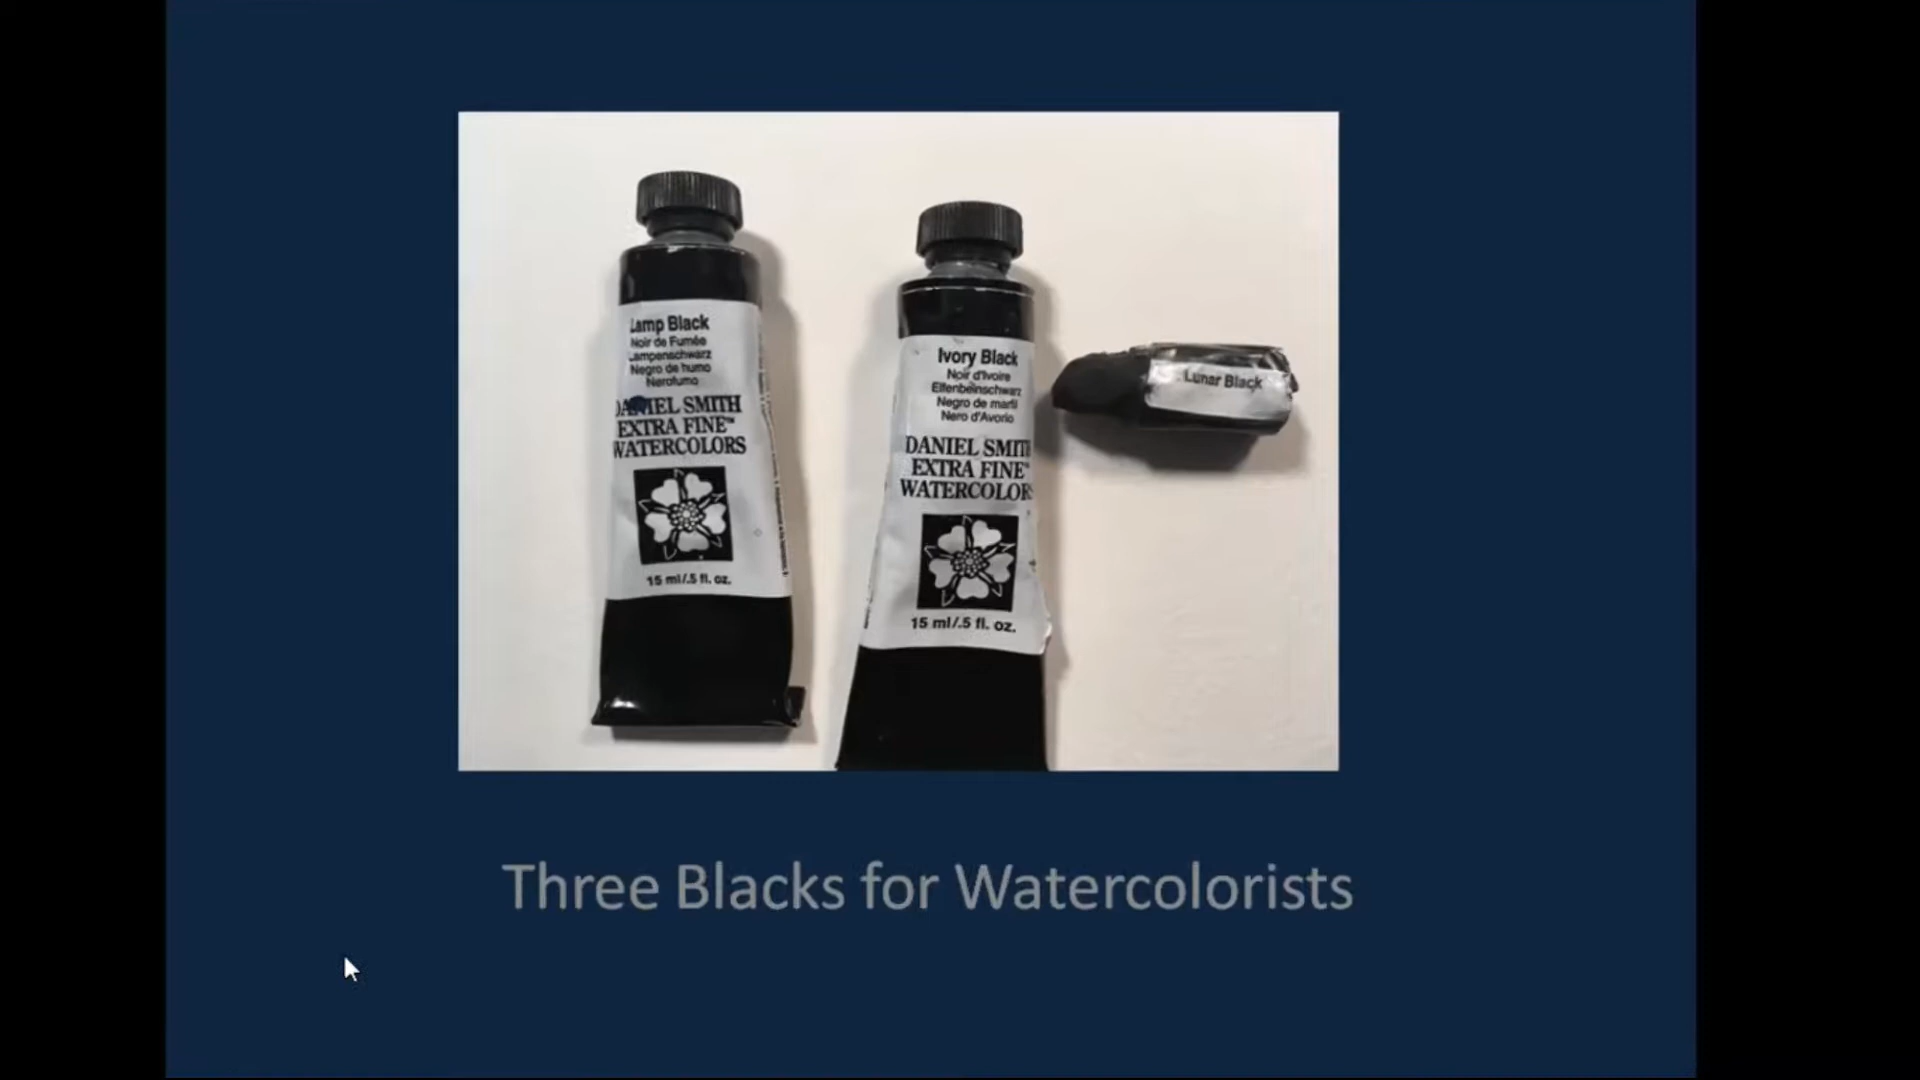 Lamp Black
Noir de Fumée
Lampenschwarz
Negro de humo
Nerofumo
DANIEL SMITH
EXTRA FINE™
WATERCOLORS
15 ml/.5 fl. oz.
Ivory Black
Noir d'Ivoire
Elfenbeinschwarz
Negro de marfil
Nero d'Avorio
DANIEL SMITH
EXTRA FINE™
WATERCOLORS
15 ml/.5 fl. oz.
Lunar Black
Three Blacks for Watercolorists